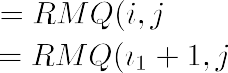 = RMQ(i, j
= RMQ(ı₁ + 1, j